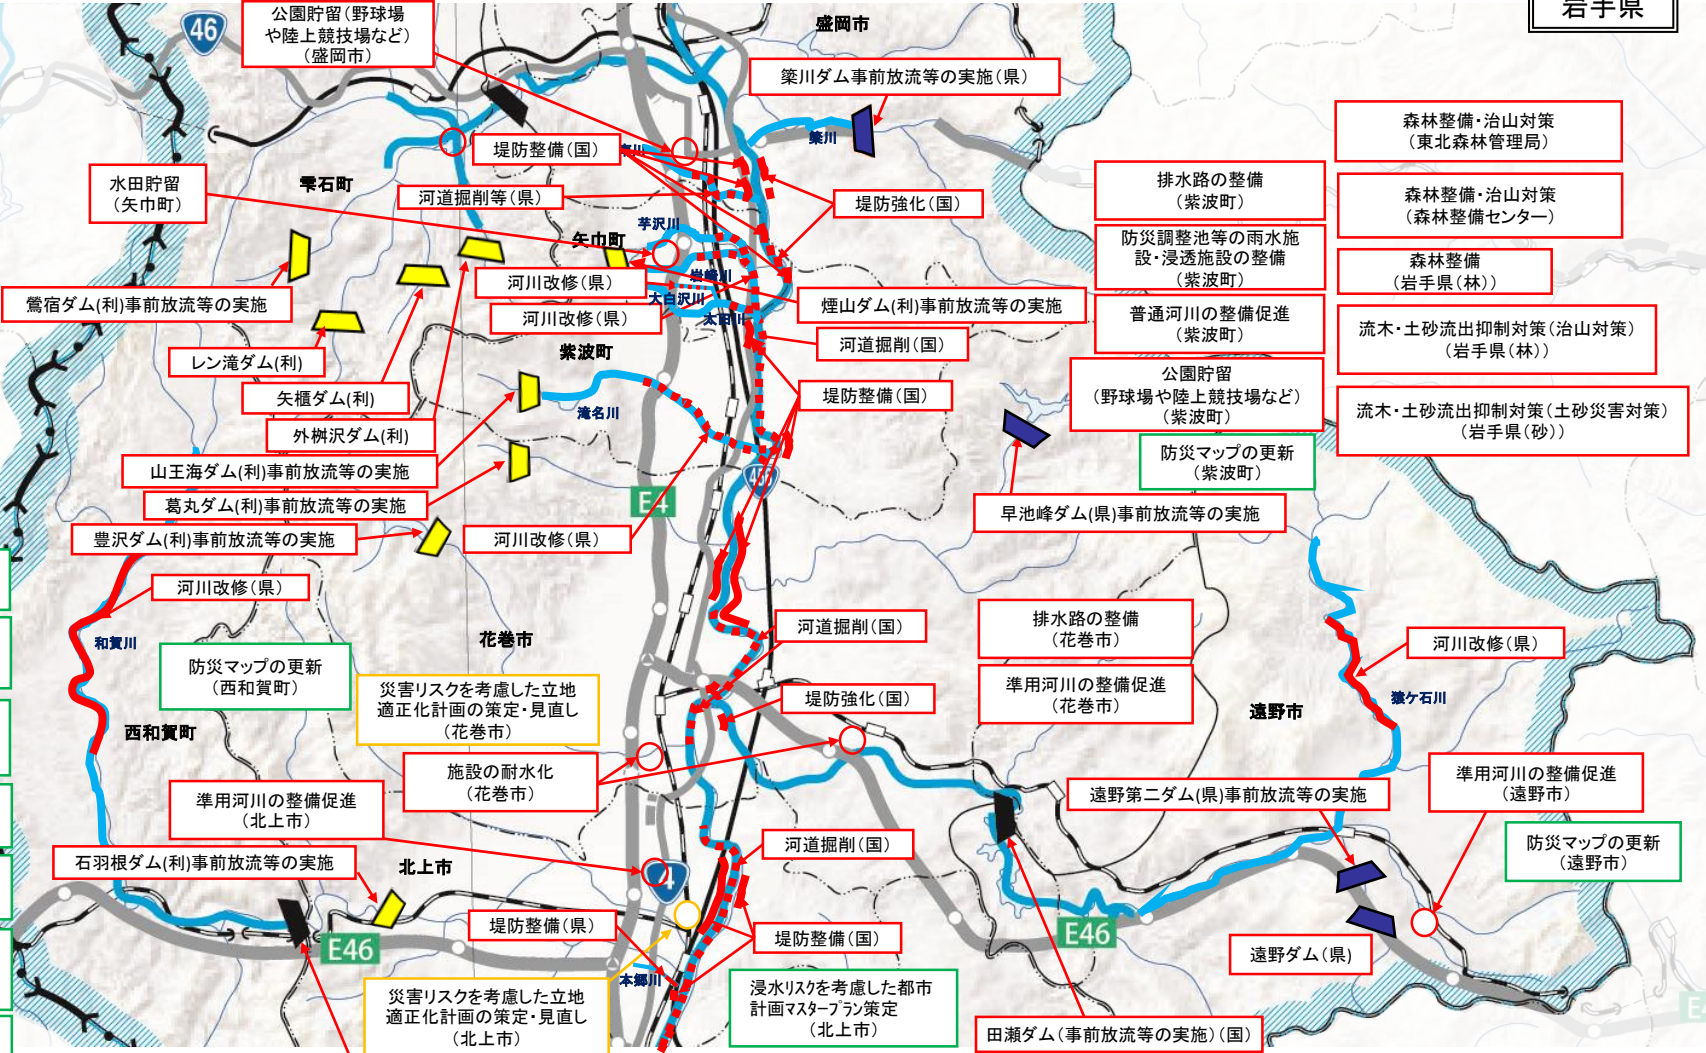 岩手県
公園貯留(野球場
や陸上競技場など)
(盛岡市)
46
盛岡市
簗川ダム事前放流等の実施(県)
簗川
堤防整備(国)
森林整備・治山対策
(東北森林管理局)
水田貯留
(矢巾町)
雫石町
河道掘削等(県)
堤防強化(国)
排水路の整備
(紫波町)
森林整備・治山対策
(森林整備センター)
芋沢川
矢巾町
防災調整池等の雨水施
設・浸透施設の整備
(紫波町)
森林整備
(岩手県(林))
岩崎川
河川改修(県)
大白沢川
鶯宿ダム(利)事前放流等の実施
煙山ダム(利)事前放流等の実施
河川改修(県)
太田川
普通河川の整備促進
(紫波町)
流木・土砂流出抑制対策(治山対策)
(岩手県(林))
レン滝ダム(利)
紫波町
河道掘削(国)
公園貯留
(野球場や陸上競技場など)
(紫波町)
矢櫃ダム(利)
堤防整備(国)
滝名川
流木・土砂流出抑制対策(土砂災害対策)
(岩手県(砂))
外桝沢ダム(利)
防災マップの更新
(紫波町)
山王海ダム(利)事前放流等の実施
葛丸ダム(利)事前放流等の実施
E4
早池峰ダム(県)事前放流等の実施
豊沢ダム(利)事前放流等の実施
河川改修(県)
河川改修(県)
和賀川
花巻市
河道掘削(国)
排水路の整備
(花巻市)
河川改修(県)
防災マップの更新
(西和賀町)
災害リスクを考慮した立地
適正化計画の策定・見直し
(花巻市)
堤防強化(国)
準用河川の整備促進
(花巻市)
遠野市
猿ケ石川
西和賀町
施設の耐水化
(花巻市)
準用河川の整備促進
(北上市)
遠野第二ダム(県)事前放流等の実施
準用河川の整備促進
(遠野市)
河道掘削(国)
防災マップの更新
(遠野市)
石羽根ダム(利)事前放流等の実施
北上市
4
堤防整備(県)
堤防整備(国)
E46
E46
遠野ダム(県)
本郷川
災害リスクを考慮した立地
適正化計画の策定・見直し
(北上市)
浸水リスクを考慮した都市
計画マスタープラン策定
(北上市)
田瀬ダム(事前放流等の実施)(国)